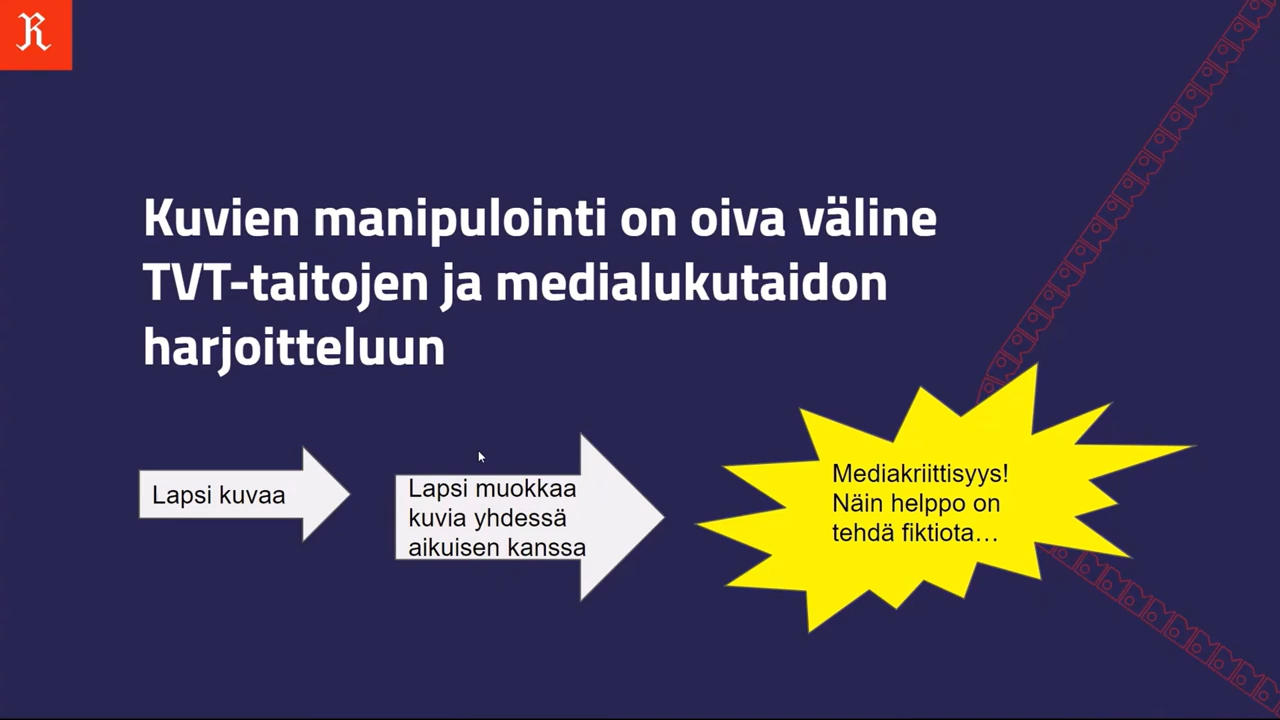 R
Kuvien manipulointi on oiva väline
TVT-taitojen ja medialukutaidon
harjoitteluun
Lapsi kuvaa
Lapsi muokkaa
kuvia yhdessä
aikuisen kanssa
Mediakriittisyys!
Näin helppo on
tehdä fiktiota…